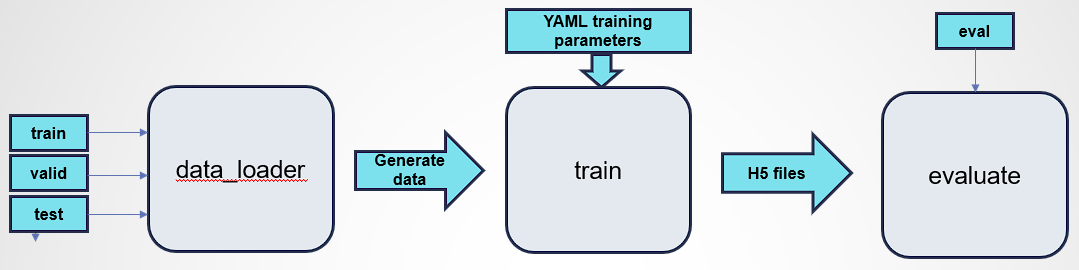 YAML training
parameters
eval
train
valid
test
data_loader
Generate
data
train
H5 files
evaluate